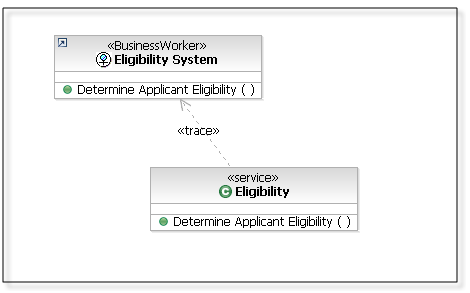 «BusinessWorker»
Eligibility System
Determine Applicant Eligibility ( )
«trace»
«service»
Eligibility
Determine Applicant Eligibility ( )